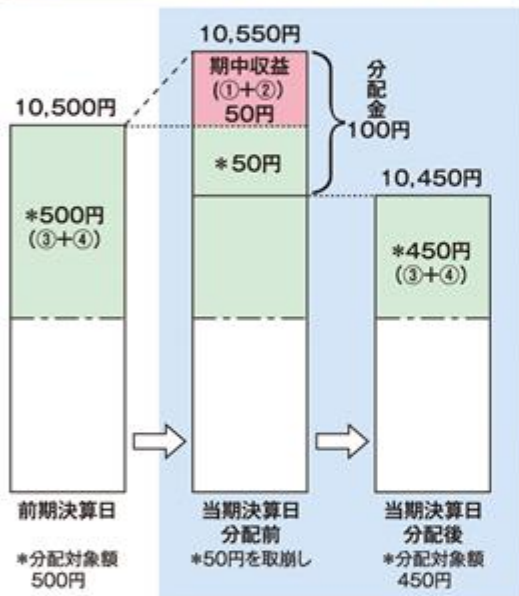 10,550円
期中収益
(①+②)
50円
分配金
100円
10,500円
*50円
10,450円
*500円
(③+④)
*450円
(③+④)
前期決算日
*分配対象額
500円
当期決算日
分配前
*50円を取崩し
当期決算日
分配後
*分配対象額
450円